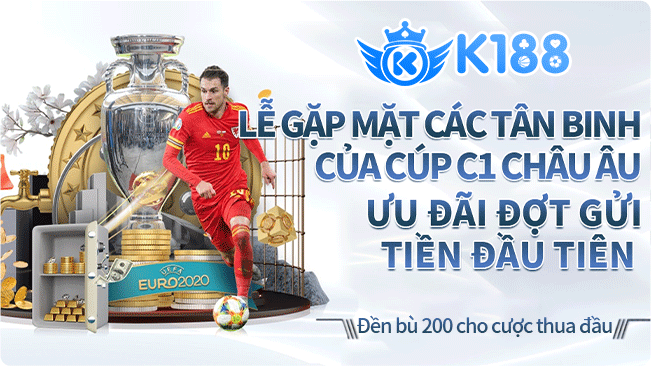 K188
LỄ GẶP MẶT CÁC TÂN BINH
CỦA CÚP C1 CHÂU ÂU
ƯU ĐÃI ĐỢT GỬI
TIỀN ĐẦU TIÊN
10
UEFA
EURO2020
Đền bù 200 cho cược thua đầu